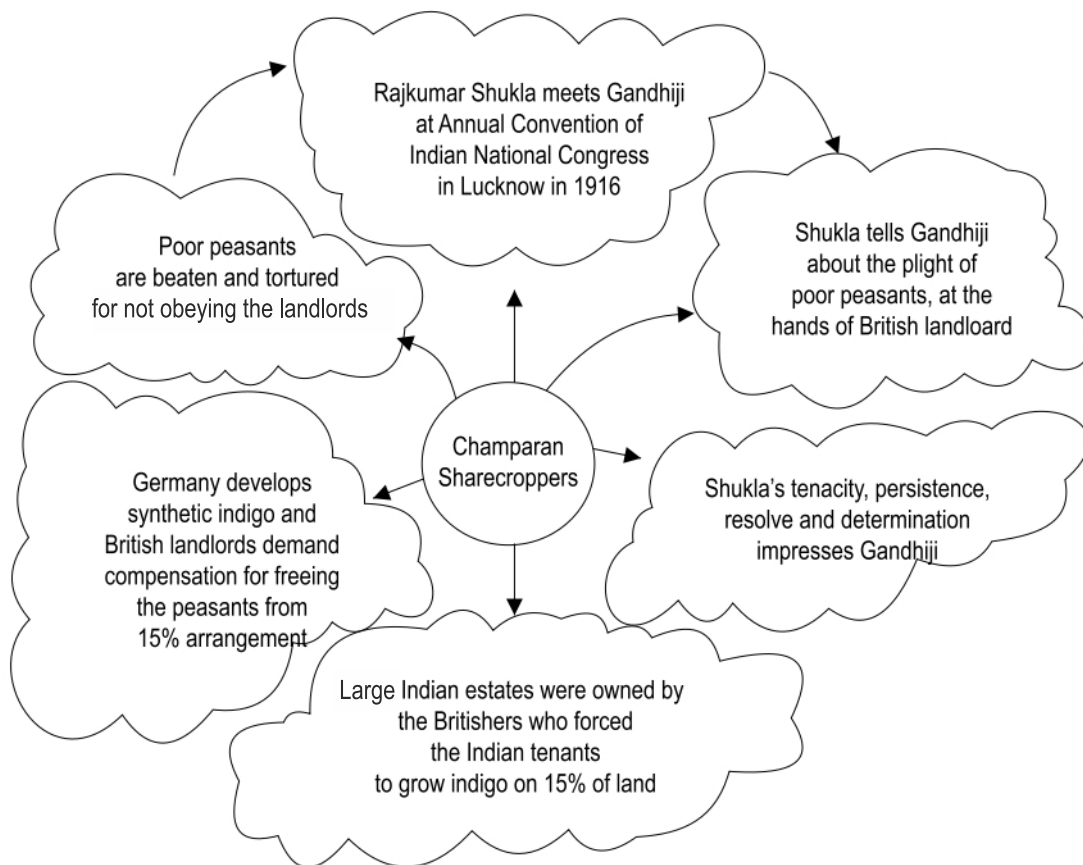 Rajkumar Shukla meets Gandhiji
at Annual Convention of
Indian National Congress
in Lucknow in 1916
Shukla tells Gandhiji
about the plight of
poor peasants, at the
hands of British landloard
Poor peasants
are beaten and tortured
for not obeying the landlords
Champaran
Sharecroppers
Shukla's tenacity, persistence,
resolve and determination
impresses Gandhiji
Germany develops
synthetic indigo and
British landlords demand
compensation for freeing
the peasants from
15% arrangement
Large Indian estates were owned by
the Britishers who forced
the Indian tenants
to grow indigo on 15% of land